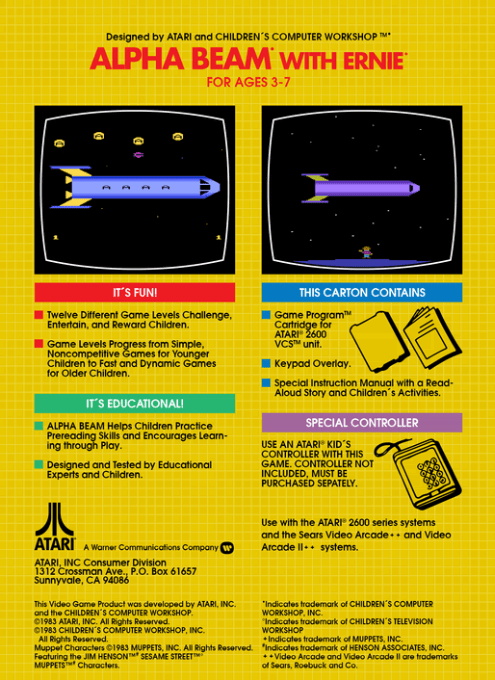 Designed by ATARI and CHILDREN´S COMPUTER WORKSHOP ™*
ALPHA BEAM* WITH ERNIE™
FOR AGES 3-7
IT´S FUN!
Twelve Different Game Levels Challenge,
Entertain, and Reward Children.
Game Levels Progress from Simple,
Noncompetitive Games for Younger
Children to Fast and Dynamic Games
for Older Children.
IT´S EDUCATIONAL!
ALPHA BEAM Helps Children Practice
Prereading Skills and Encourages Learn-
ing through Play.
Designed and Tested by Educational
Experts and Children.
THIS CARTON CONTAINS
Game Program™
Cartridge for
ATARI® 2600
VCS™ unit.
Keypad Overlay.
Special Instruction Manual with a Read-
Aloud Story and Children´s Activities.
SPECIAL CONTROLLER
USE AN ATARI® KID´S
CONTROLLER WITH THIS
GAME. CONTROLLER NOT
INCLUDED, MUST BE
PURCHASED SEPATELY.
Use with the ATARI® 2600 series systems
and the Sears Video Arcade++ and Video
Arcade II++ systems.
ATARI® A Warner Communications Company
ATARI, INC Consumer Division
1312 Crossman Ave., P.O. Box 61657
Sunnyvale, CA 94086
This Video Game Product was developed by ATARI, INC.
and the CHILDREN´S COMPUTER WORKSHOP.
©1983 ATARI, INC. All Rights Reserved.
©1983 CHILDREN´S COMPUTER WORKSHOP, INC.
All Rights Reserved.
Muppet Characters ©1983 MUPPETS, INC. All Rights Reserved.
Featuring the JIM HENSON™# SESAME STREET™°
MUPPETS™# Characters.
*Indicates trademark of CHILDREN´S COMPUTER
WORKSHOP, INC.
°Indicates trademark of CHILDREN´S TELEVISION
WORKSHOP
+Indicates trademark of MUPPETS, INC.
#Indicates trademark of HENSON ASSOCIATES, INC.
++Video Arcade and Video Arcade II are trademarks
of Sears, Roebuck and Co.